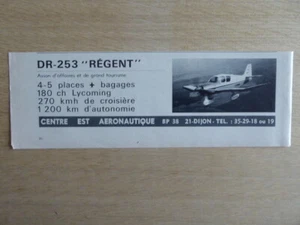 DR-253 "RÉGENT"
Avion d'affaires et de grand tourisme
4-5 places + bagages
180 ch Lycoming
270 kmh de croisière
1 200 km d'autonomie
CENTRE EST AÉRONAUTIQUE BP 38 21-DIJON - TEL. : 35-29-18 ou 19